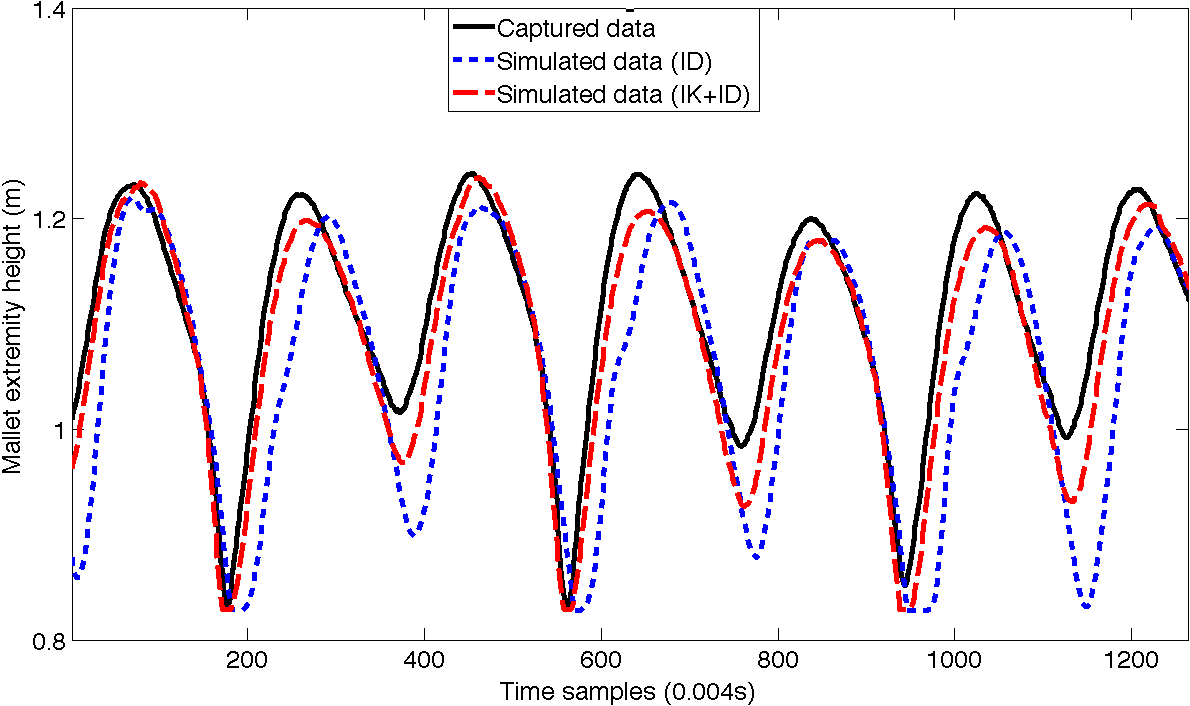 Captured data
Simulated data (ID)
Simulated data (IK+ID)
Mallet extremity height (m)
1.4
1.2
1
0.8
200 400 600 800 1000 1200
Time samples (0.004s)